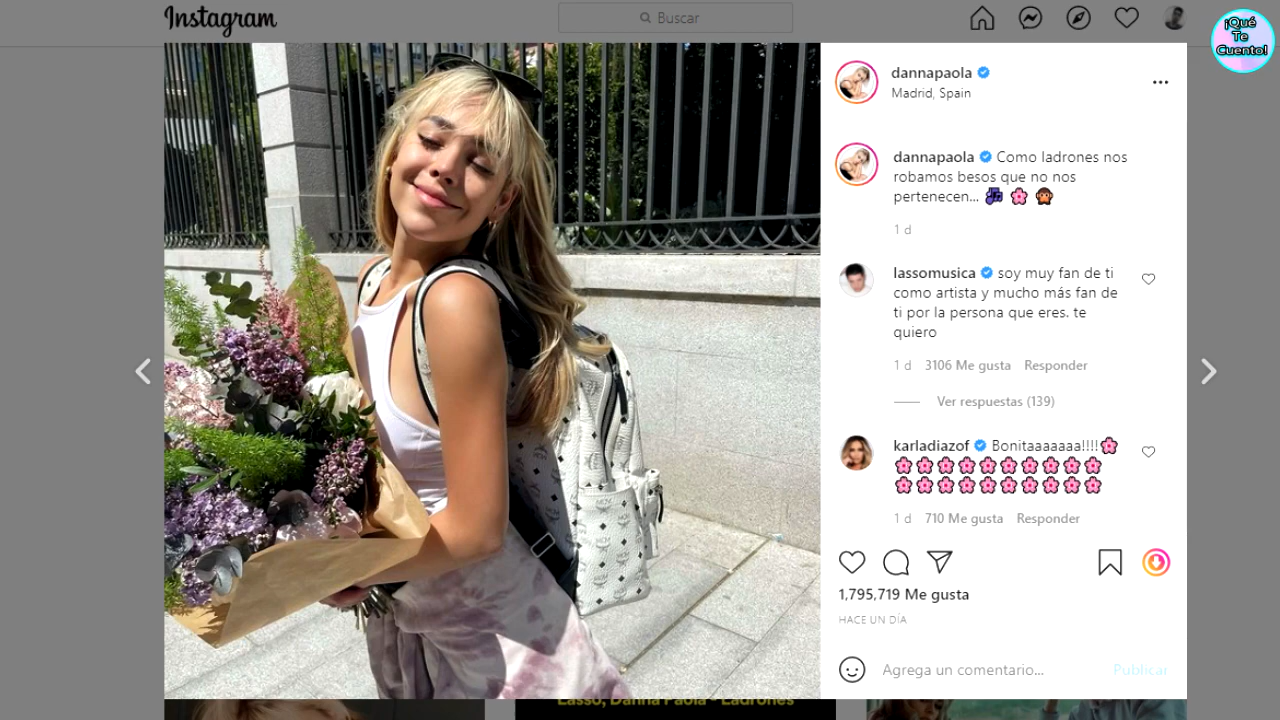 Instagram
Buscar
¡Qué
Te
Cuento!
dannapaola
Madrid, Spain
dannapaola Como ladrones nos
robamos besos que no nos
pertenecen...
1 d
lassomusica soy muy fan de ti
como artista y mucho más fan de
ti por la persona que eres. te
quiero
1 d 3106 Me gusta Responder
Ver respuestas (139)
karladiazof Bonitaaaaaaa!!!!
1 d 710 Me gusta Responder
1,795,719 Me gusta
HACE UN DÍA
Agrega un comentario... Publicar
MCM
Lasso, Danna Paola - Ladrones